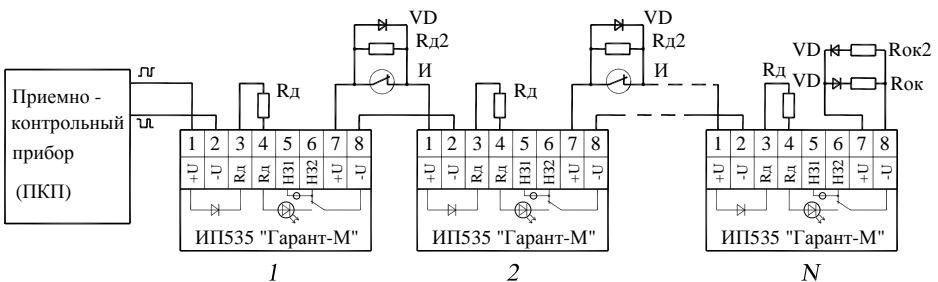 VD
Rд2
И
VD
Rд2
И
VD
Rок2
VD
Rок
Приемно -
контрольный
прибор
(ПКП)
Rд
Rд
Rд
1 2 3 4 5 6 7 8
+U -U Rд Rд НЗ1 НЗ2 +U -U
ИП535 "Гарант-М"
1
1 2 3 4 5 6 7 8
+U -U Rд Rд НЗ1 НЗ2 +U -U
ИП535 "Гарант-М"
2
1 2 3 4 5 6 7 8
+U -U Rд Rд НЗ1 НЗ2 +U -U
ИП535 "Гарант-М"
N